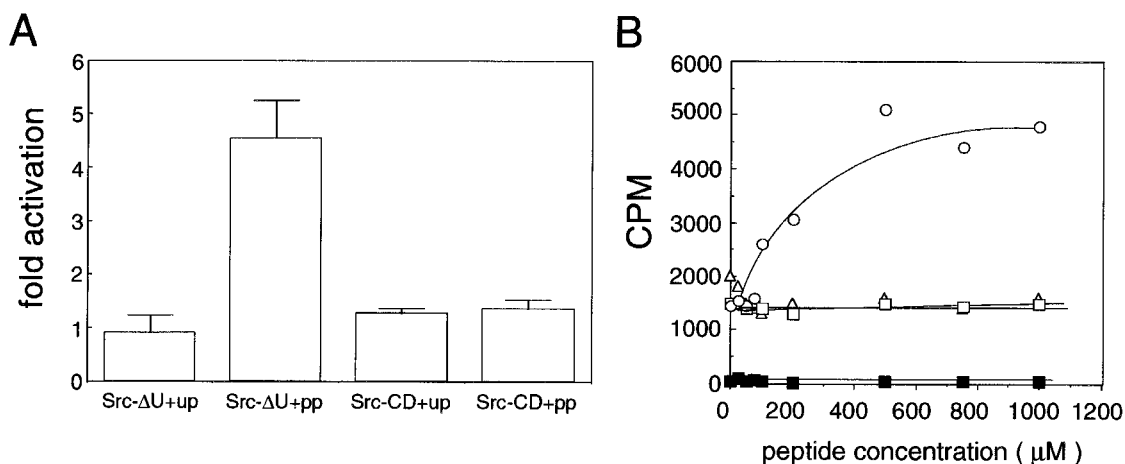 A
fold activation
6
5
4
3
2
1
0
Src-ΔU+up
Src-ΔU+pp
Src-CD+up
Src-CD+pp
B
CPM
6000
5000
4000
3000
2000
1000
0
0 200 400 600 800 1000 1200
peptide concentration ( μM )